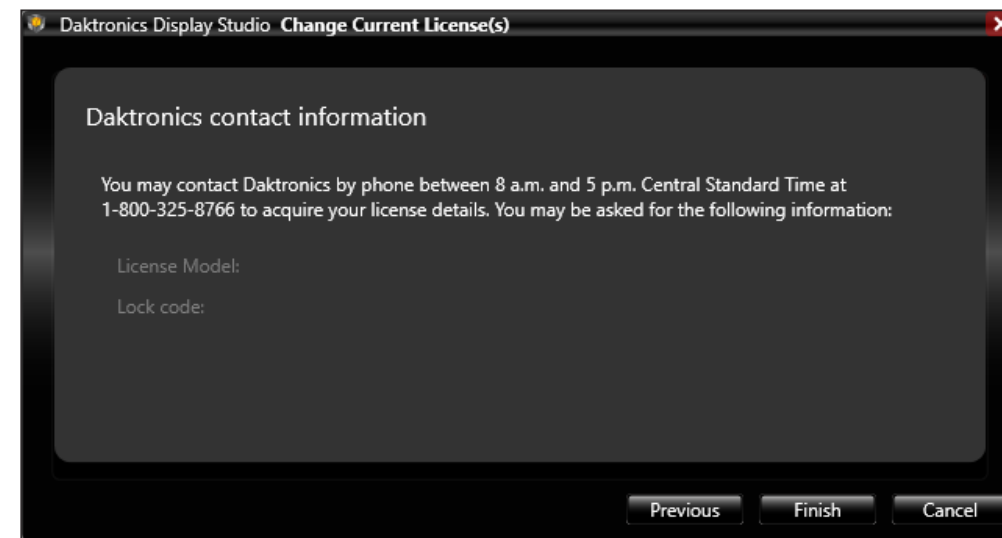 Daktronics Display Studio Change Current License(s)
Daktronics contact information
You may contact Daktronics by phone between 8 a.m. and 5 p.m. Central Standard Time at
1-800-325-8766 to acquire your license details. You may be asked for the following information:
License Model:
Lock code:
Previous Finish Cancel